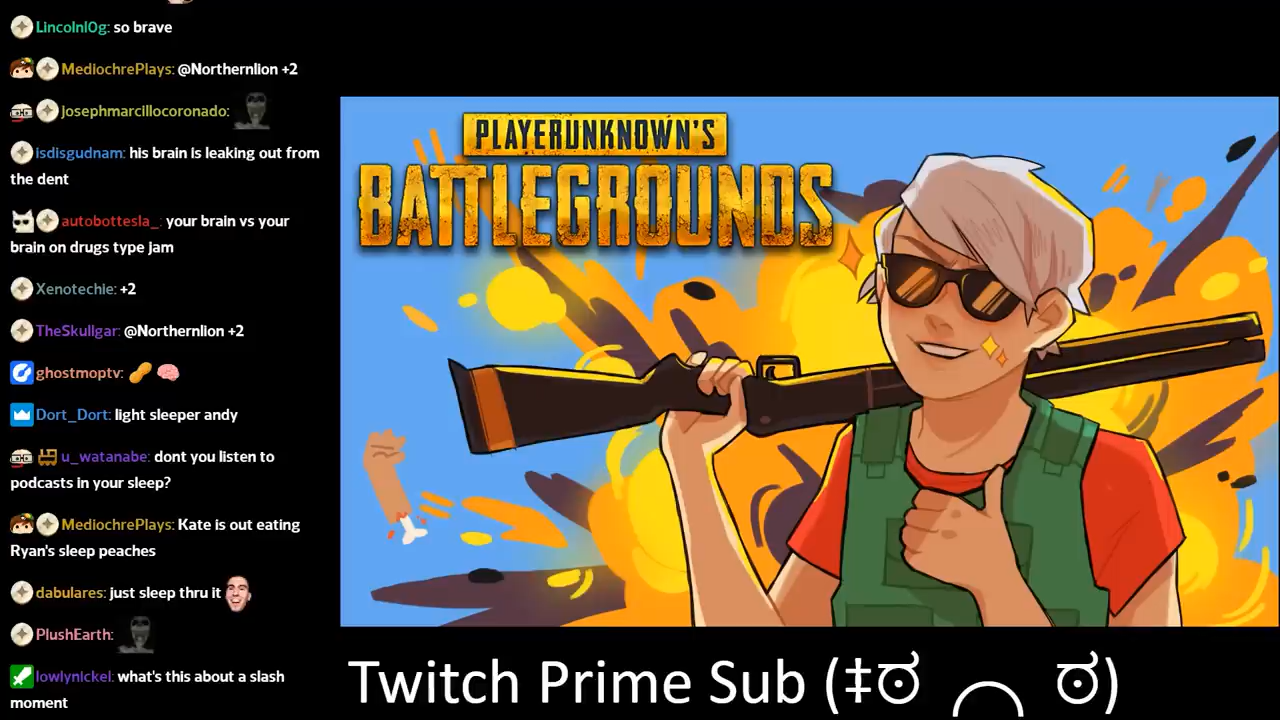 Lincolnl0g: so brave
MediochrePlays: @Northernlion +2
josephmarcillocoronado:
isdisgudnam: his brain is leaking out from
the dent
autobottesla_: your brain vs your
brain on drugs type jam
Xenotechie: +2
TheSkullgar: @Northernlion +2
ghostmoptv: 🥜 🧠
Dort_Dort: light sleeper andy
u_watanabe: dont you listen to
podcasts in your sleep?
MediochrePlays: Kate is out eating
Ryan's sleep peaches
dabulares: just sleep thru it
PlushEarth:
lowlynickel: what's this about a slash
moment
PLAYERUNKNOWN'S
BATTLEGROUNDS
Twitch Prime Sub (‡ಠ ︵ ಠ)